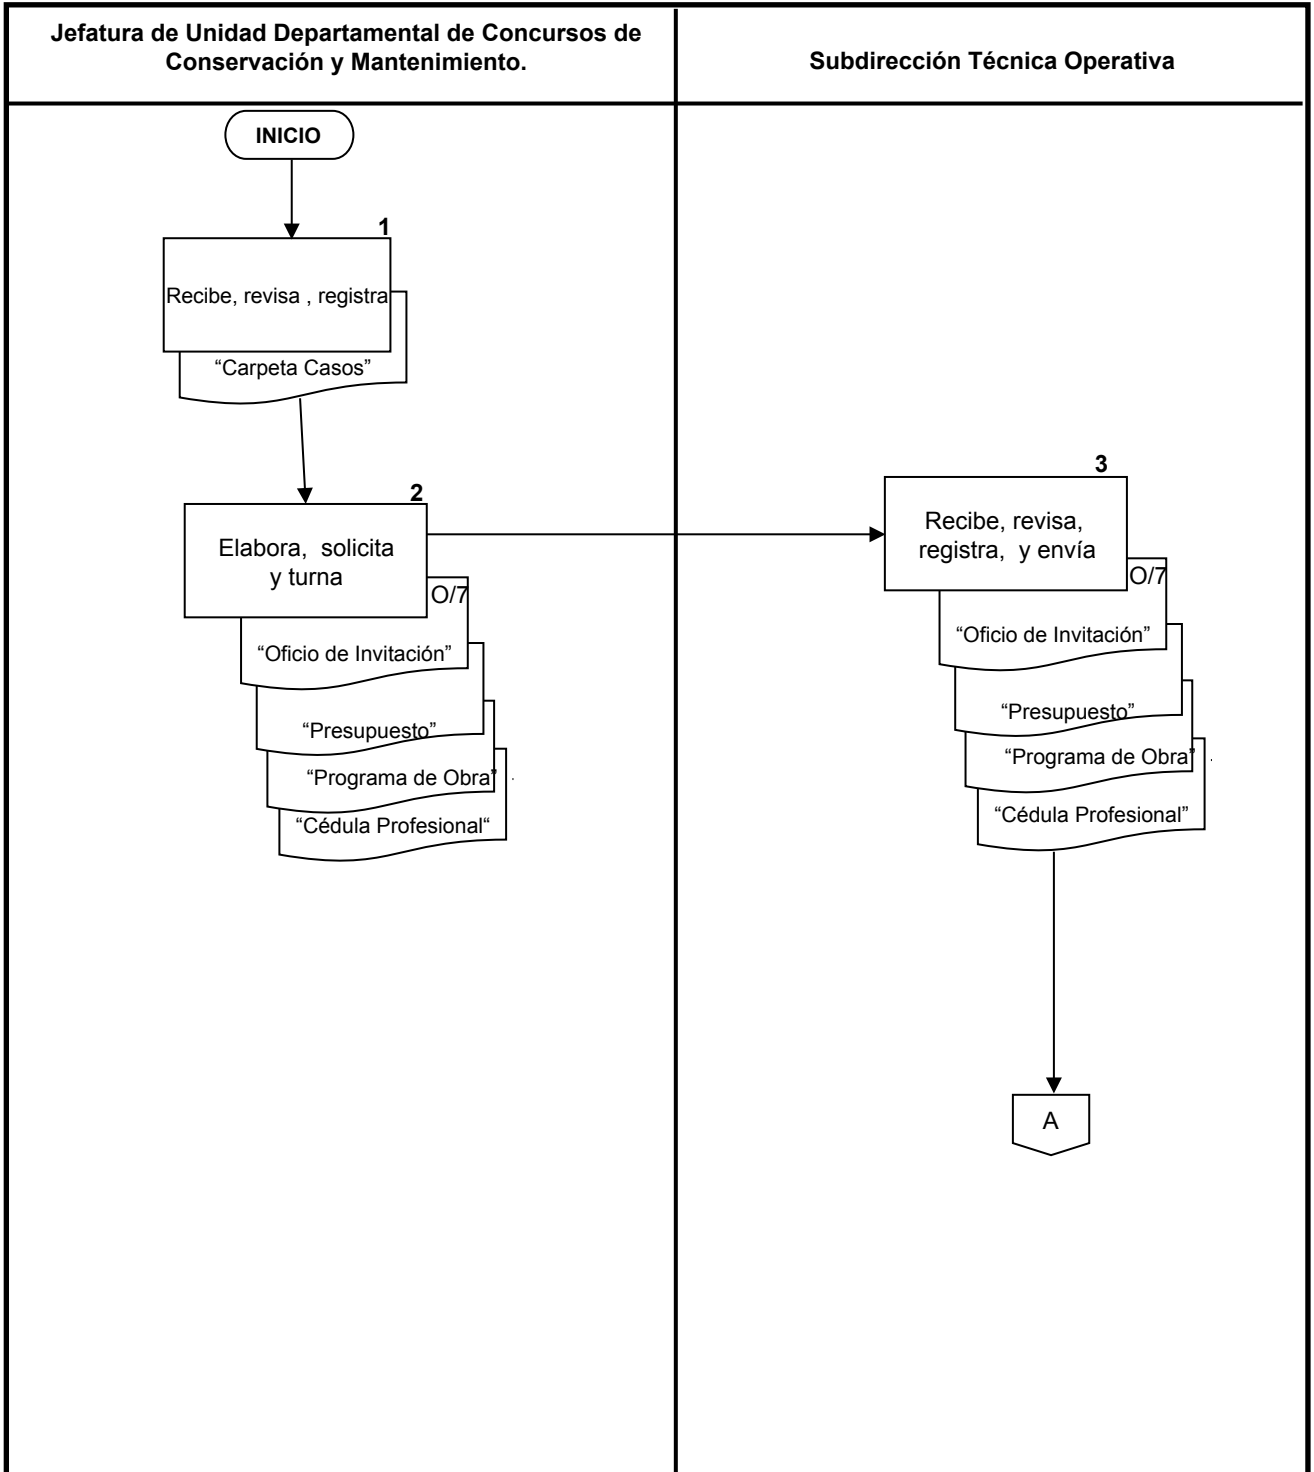 Jefatura de Unidad Departamental de Concursos de
Conservación y Mantenimiento.
Subdirección Técnica Operativa
INICIO
1
Recibe, revisa , registra
“Carpeta Casos”
2
Elabora,  solicita
y turna
O/7
“Oficio de Invitación”
“Presupuesto”
“Programa de Obra”
“Cédula Profesional“
3
Recibe, revisa,
registra,  y envía
O/7
“Oficio de Invitación”
“Presupuesto”
“Programa de Obra”
“Cédula Profesional”
A